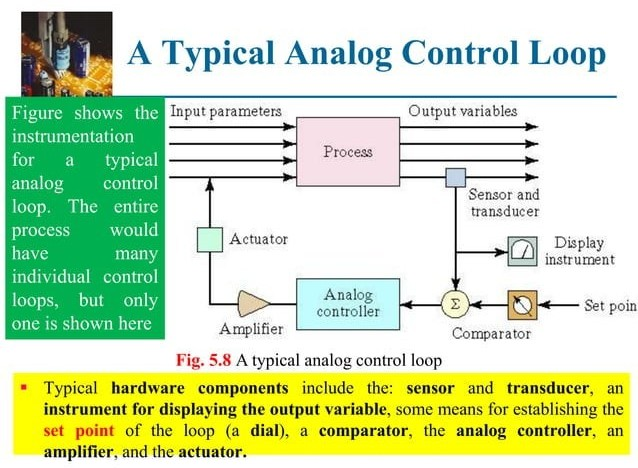 A Typical Analog Control Loop
Figure shows the
instrumentation
for a typical
analog control
loop. The entire
process would
have many
individual control
loops, but only
one is shown here
Input parameters
Output variables
Process
Sensor and
transducer
Actuator
Display
instrument
Analog
controller
Σ
Set poin
Amplifier
Comparator
Fig. 5.8 A typical analog control loop
▪ Typical hardware components include the: sensor and transducer, an
instrument for displaying the output variable, some means for establishing the
set point of the loop (a dial), a comparator, the analog controller, an
amplifier, and the actuator.